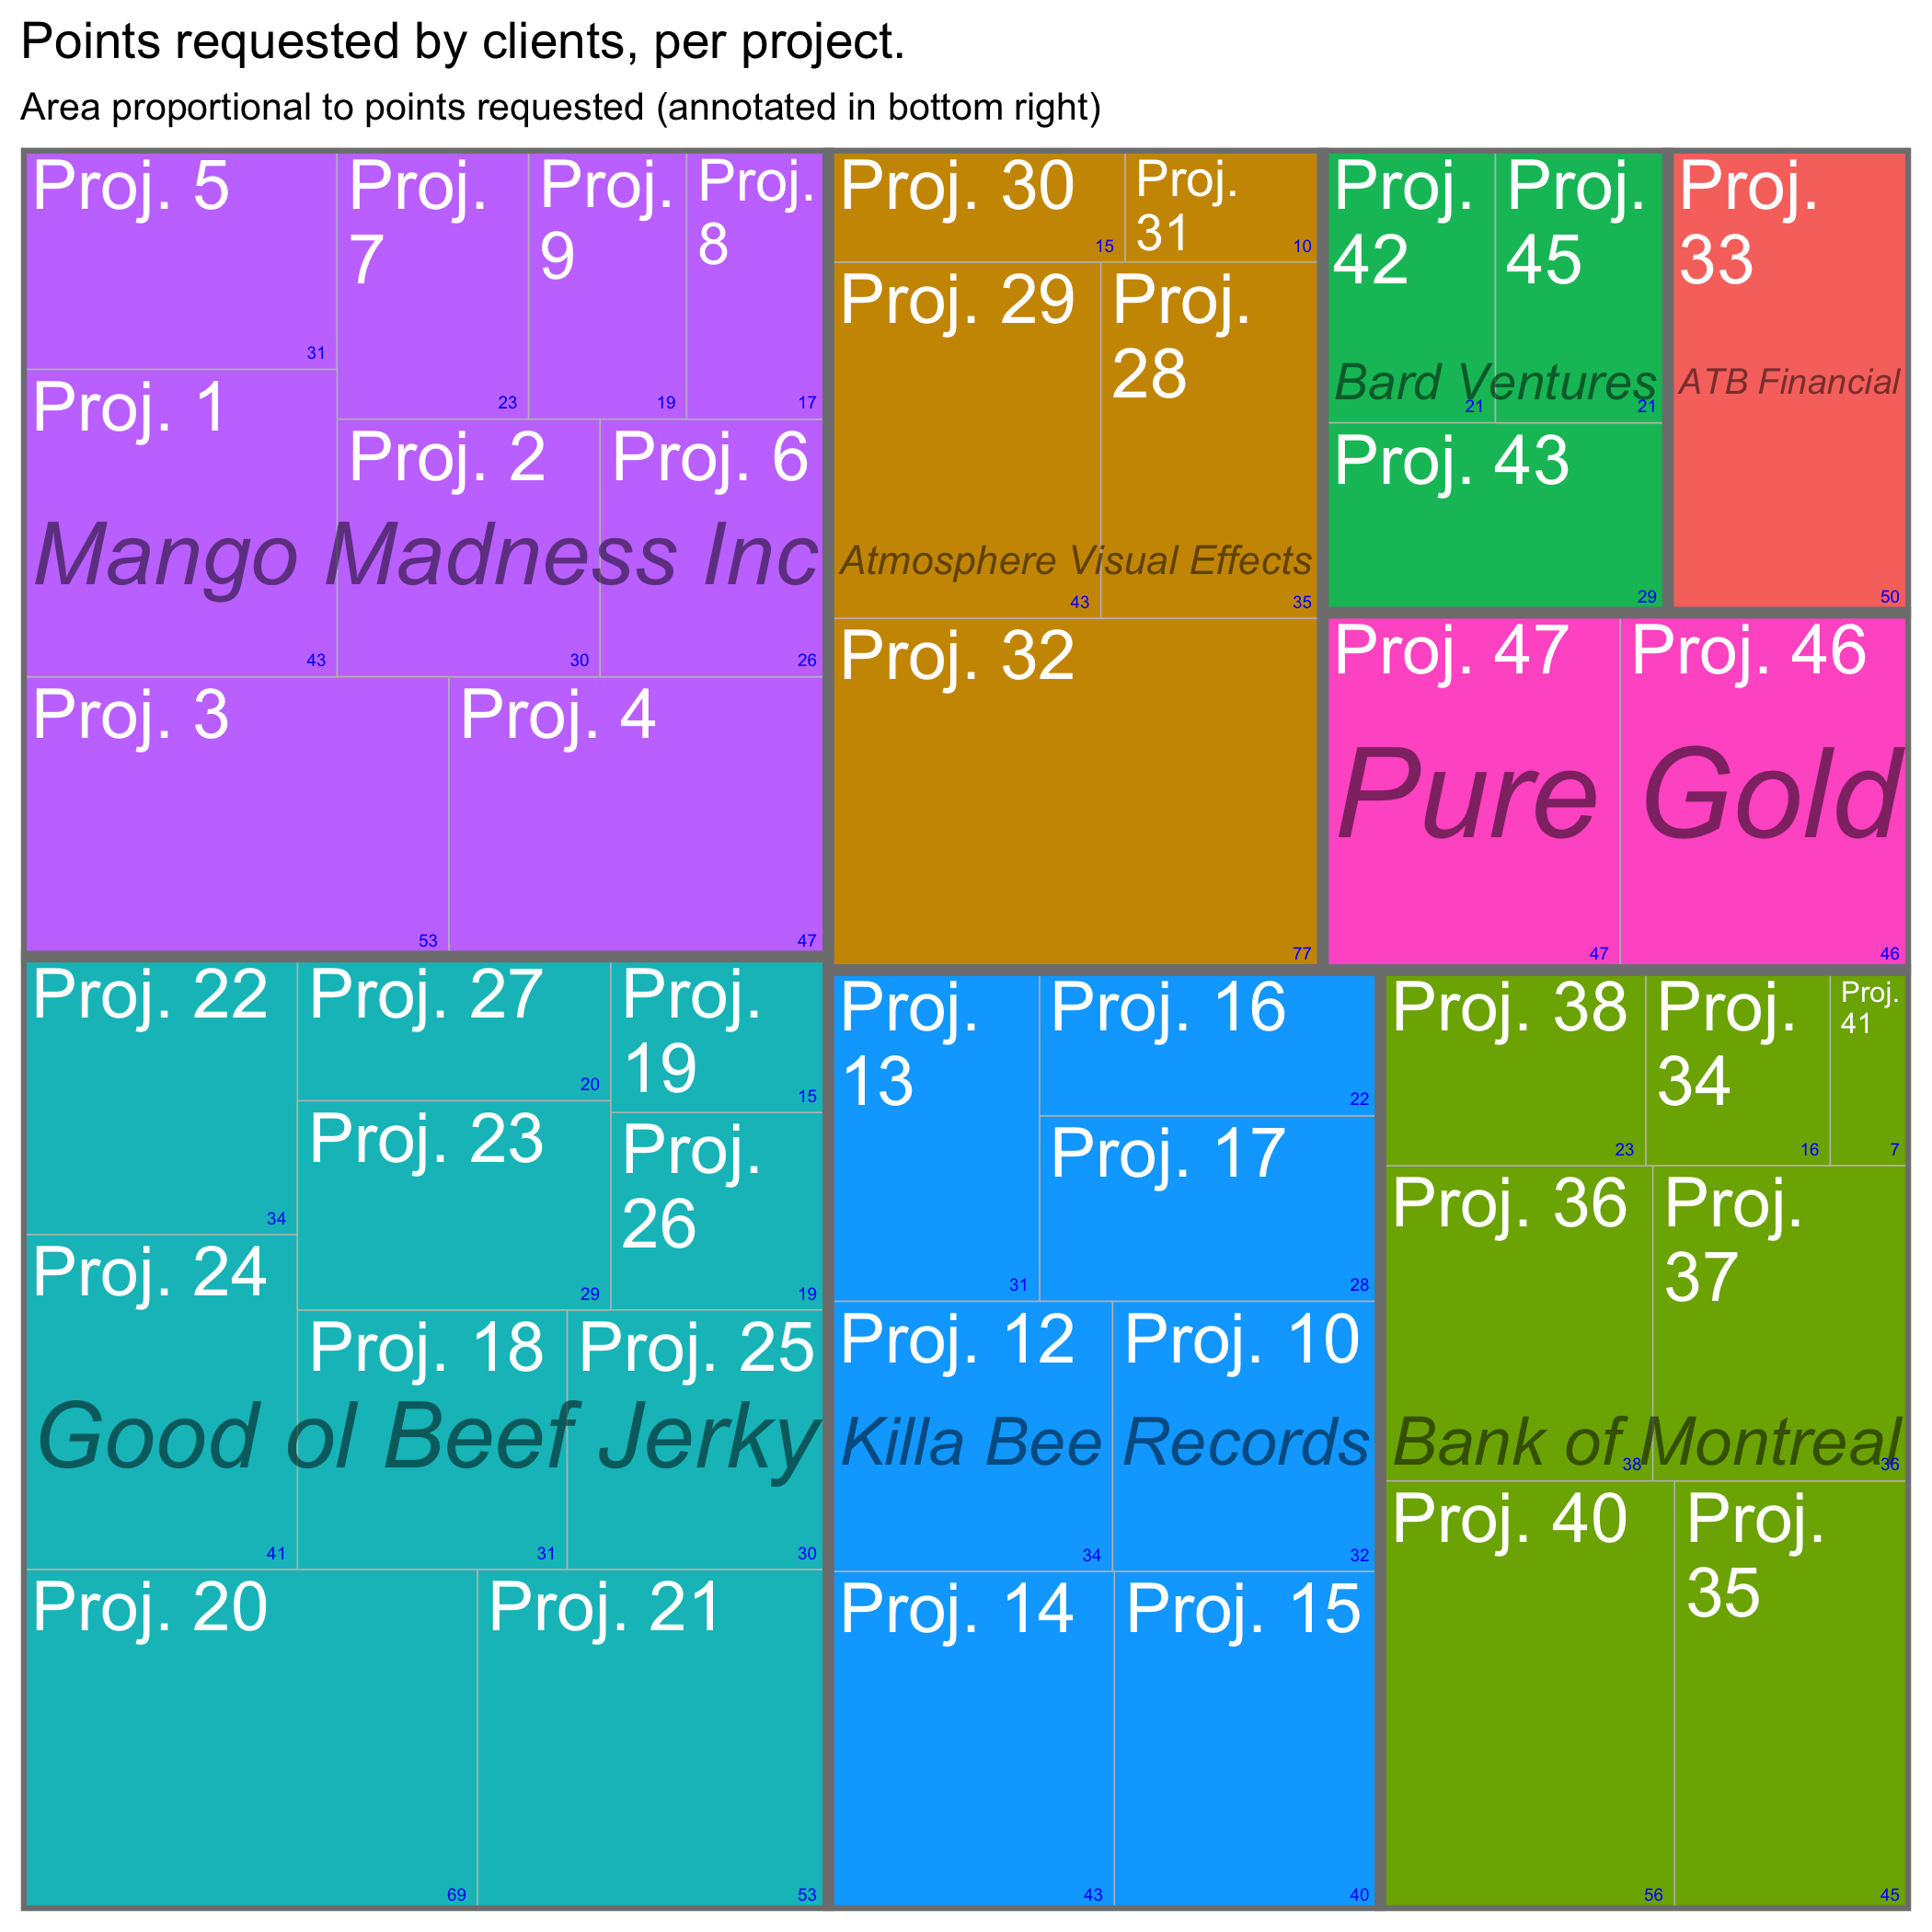 Points requested by clients, per project.
Area proportional to points requested (annotated in bottom right)
Proj. 5
31
Proj.
7
23
Proj.
9
19
Proj.
8
17
Proj. 1
43
Proj. 2
30
Proj. 6
26
Mango Madness Inc
Proj. 3
53
Proj. 4
47
Proj. 30
15
Proj.
31
10
Proj. 29
43
Proj.
28
35
Atmosphere Visual Effects
Proj. 32
77
Proj.
42
21
Proj.
45
21
Bard Ventures
Proj. 43
29
Proj.
33
ATB Financial
50
Proj. 47
47
Proj. 46
46
Pure Gold
Proj. 22
34
Proj. 27
20
Proj.
19
15
Proj. 23
29
Proj.
26
19
Proj. 24
41
Proj. 18
31
Proj. 25
30
Good ol Beef Jerky
Proj. 20
69
Proj. 21
53
Proj.
13
31
Proj. 16
22
Proj. 17
28
Proj. 12
34
Proj. 10
32
Killa Bee Records
Proj. 14
43
Proj. 15
40
Proj. 38
23
Proj.
34
16
Proj.
41
7
Proj. 36
38
Proj.
37
36
Bank of Montreal
Proj. 40
56
Proj.
35
45